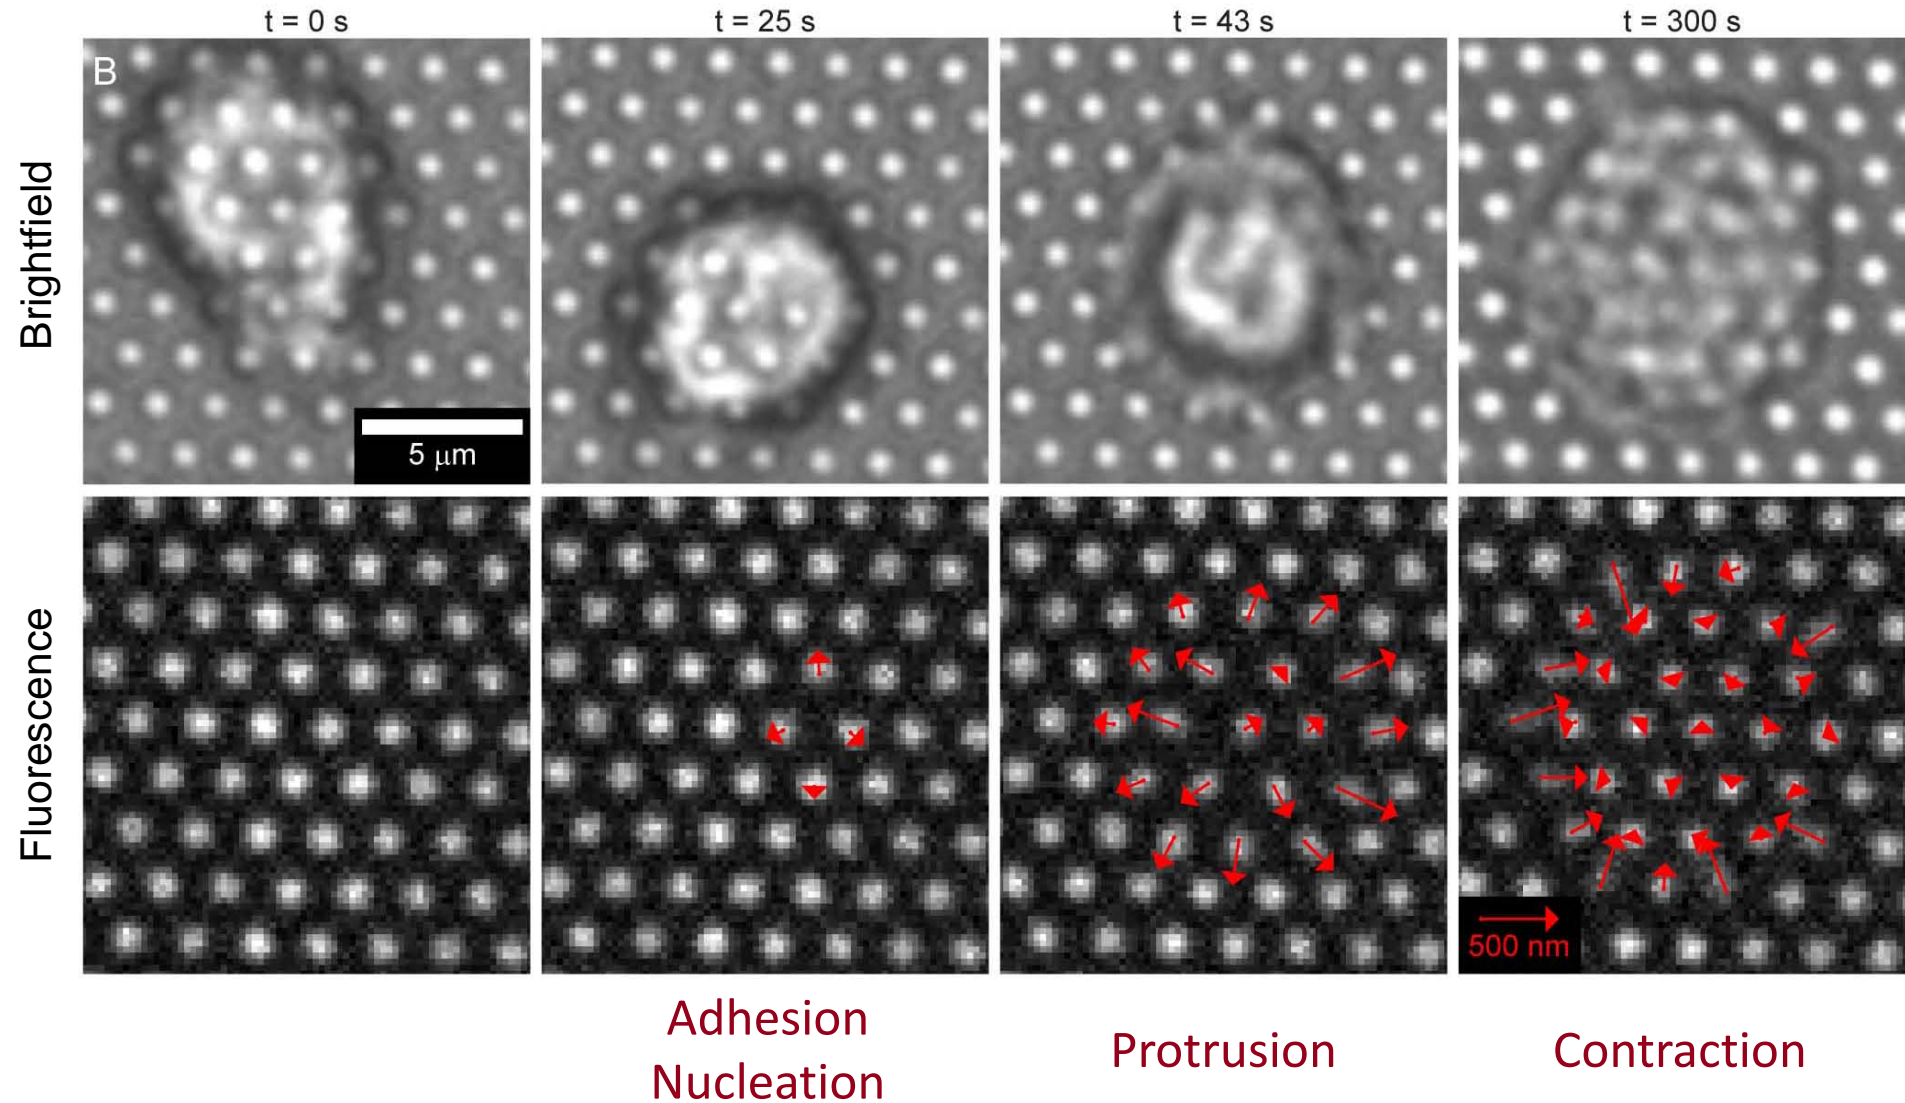 t = 0 s
t = 25 s
t = 43 s
t = 300 s
B
Brightfield
5 μm
Fluorescence
500 nm
Adhesion
Nucleation
Protrusion
Contraction